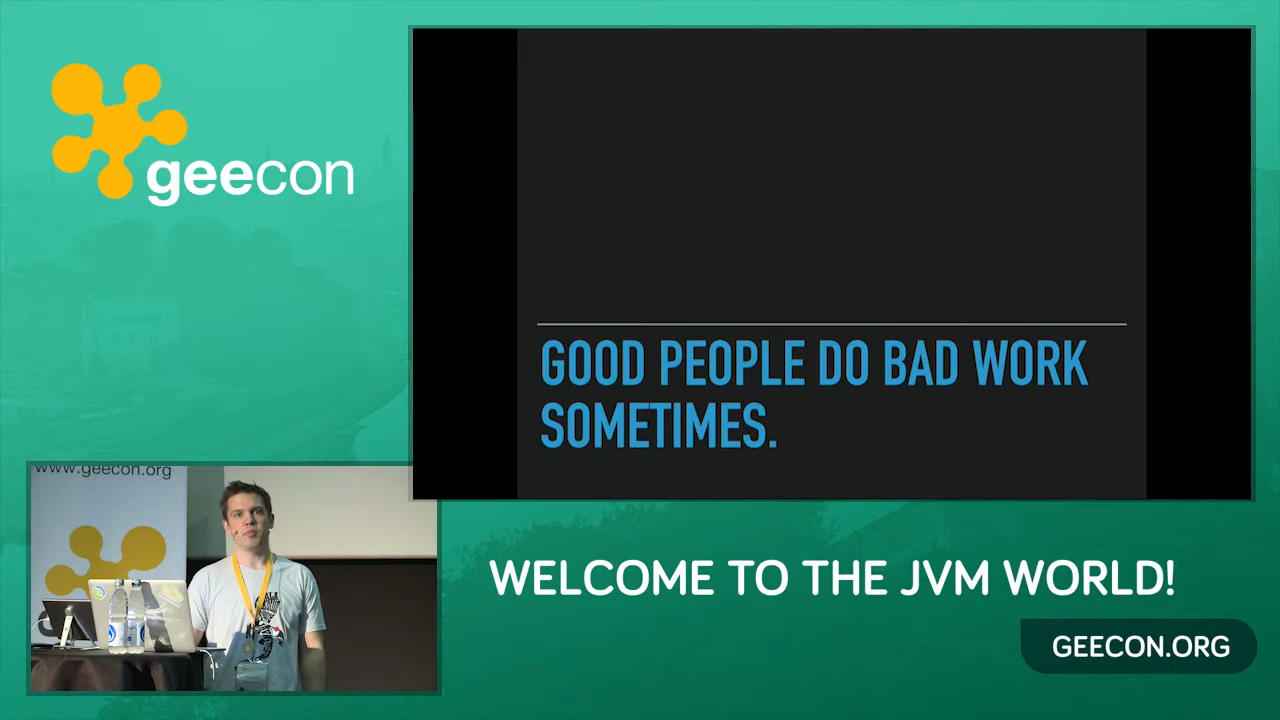 geecon
GOOD PEOPLE DO BAD WORK
SOMETIMES.
www.geecon.org
WELCOME TO THE JVM WORLD!
GEECON.ORG